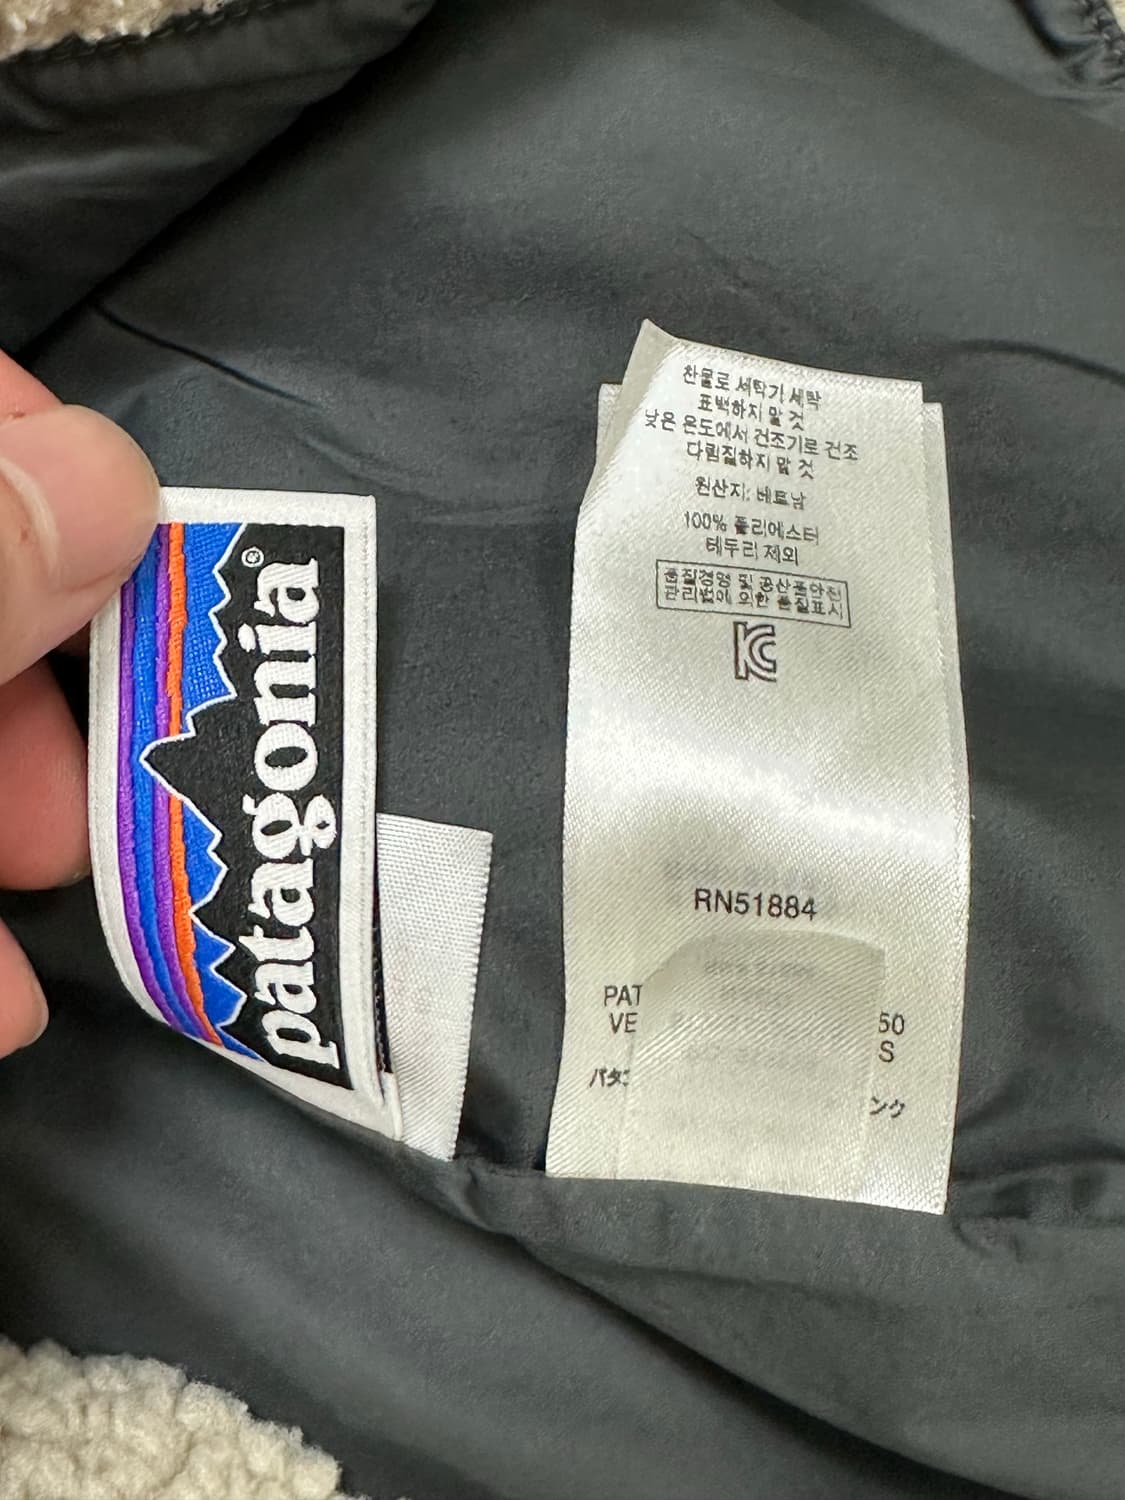 patagonia®
찬물로 세탁기 세탁
표백하지 말 것
낮은 온도에서 건조기로 건조
다림질하지 말 것
원산지: 베트남
100% 폴리에스터
테두리 제외
품질경영 및 공산품안전
관리법에 의한 품질표시
KC
RN51884
PAT
VE 50
S
パタ
ンク